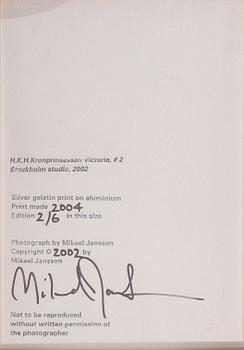 H.K.H.Kronprinsessan Victoria, # 2
Stockholm studio, 2002
Silver gelatin print on aluminium
Print made 2004
Edition 2/6 in this size
Photograph by Mikael Jansson
Copyright © 2002 by
Mikael Jansson
Mikael Jansson
Not to be reproduced
without written permission of
the photographer